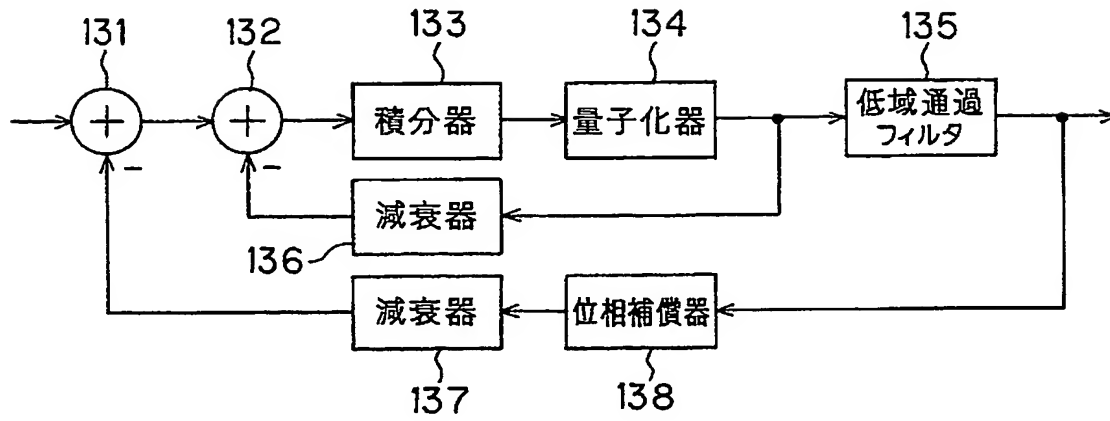 131
132
133
134
135
+
+
積分器
量子化器
低域通過
フィルタ
−
−
減衰器
136
減衰器
位相補償器
137
138